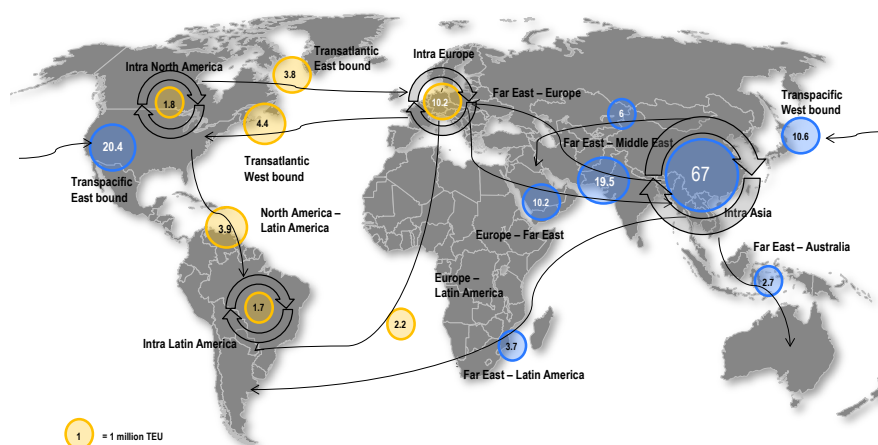 Transatlantic
East bound
Intra Europe
Intra North America
3.8
Far East – Europe
Transpacific
West bound
1.8
10.2
6
4.4
10.6
20.4
Far East – Middle East
Transatlantic
West bound
67
Transpacific
East bound
19.5
10.2
Intra Asia
North America –
Latin America
3.9
Europe – Far East
Far East – Australia
Europe –
Latin America
2.7
1.7
2.2
Intra Latin America
3.7
Far East – Latin America
1
= 1 million TEU